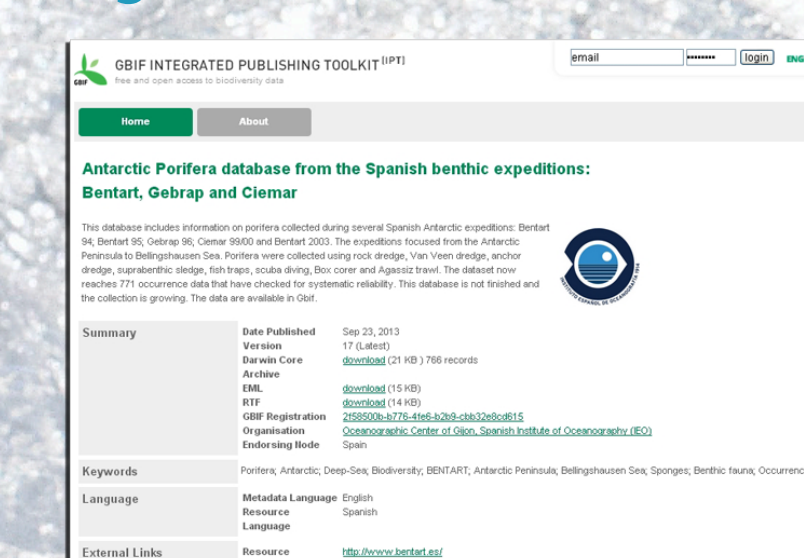 GBIF INTEGRATED PUBLISHING TOOLKIT [IPT]
free and open access to biodiversity data
GBIF
email
login
ENG
Home
About
Antarctic Porifera database from the Spanish benthic expeditions:
Bentart, Gebrap and Ciemar
This database includes information on porifera collected during several Spanish Antarctic expeditions: Bentart
94; Bentart 95; Gebrap 96; Ciemar 99/00 and Bentart 2003. The expeditions focused from the Antarctic
Peninsula to Bellingshausen Sea. Porifera were collected using rock dredge, Van Veen dredge, anchor
dredge, suprabenthic sledge, fish traps, scuba diving, Box corer and Agassiz trawl. The dataset now
reaches 771 occurrence data that have checked for systematic reliability. This database is not finished and
the collection is growing. The data are available in Gbif.
INSTITUTO ESPAÑOL DE OCEANOGRAFIA 1914
Summary
Date Published Sep 23, 2013
Version 17 (Latest)
Darwin Core download (21 KB ) 766 records
Archive
EML download (15 KB)
RTF download (14 KB)
GBIF Registration 2f58500b-b776-4fe6-b2b9-cbb32e8cd615
Organisation Oceanographic Center of Gijon, Spanish Institute of Oceanography (IEO)
Endorsing Node Spain
Keywords Porifera; Antarctic; Deep-Sea; Biodiversity; BENTART; Antarctic Peninsula; Bellingshausen Sea; Sponges; Benthic fauna; Occurrenc
Language
Metadata Language English
Resource Spanish
Language
External Links Resource http://www.bentart.es/